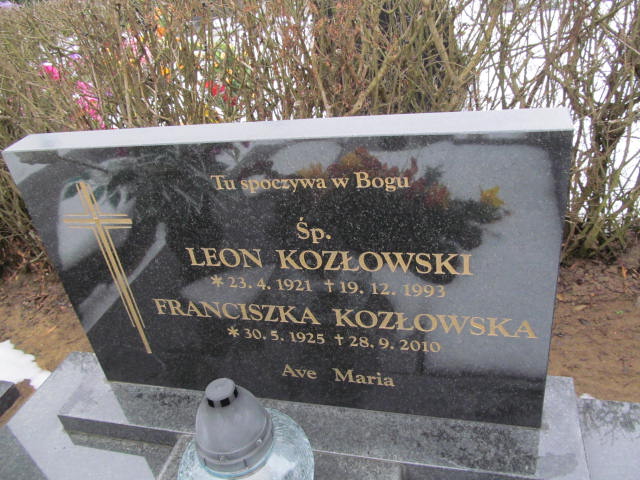 Tu spoczywa w Bogu
Śp.
LEON KOZŁOWSKI
* 23. 4. 1921 † 19. 12. 1993
FRANCISZKA KOZŁOWSKA
* 30. 5. 1925 † 28. 9. 2010
Ave Maria